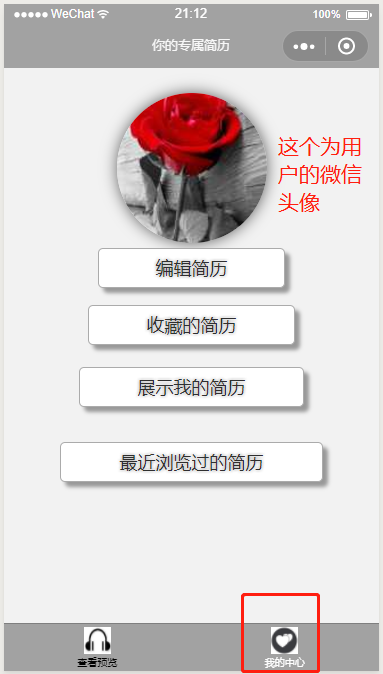 WeChat 21:12 100%
你的专属简历
这个为用
户的微信
头像
编辑简历
收藏的简历
展示我的简历
最近浏览过的简历
查看预览 我的中心